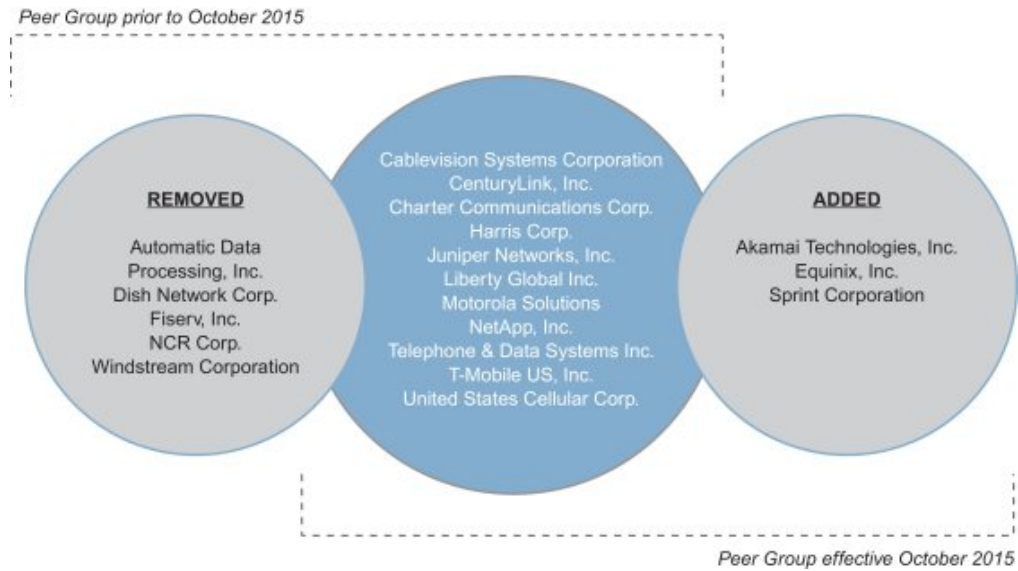 Peer Group prior to October 2015
REMOVED
Automatic Data
Processing, Inc.
Dish Network Corp.
Fiserv, Inc.
NCR Corp.
Windstream Corporation
Cablevision Systems Corporation
CenturyLink, Inc.
Charter Communications Corp.
Harris Corp.
Juniper Networks, Inc.
Liberty Global Inc.
Motorola Solutions
NetApp, Inc.
Telephone & Data Systems Inc.
T-Mobile US, Inc.
United States Cellular Corp.
ADDED
Akamai Technologies, Inc.
Equinix, Inc.
Sprint Corporation
Peer Group effective October 2015